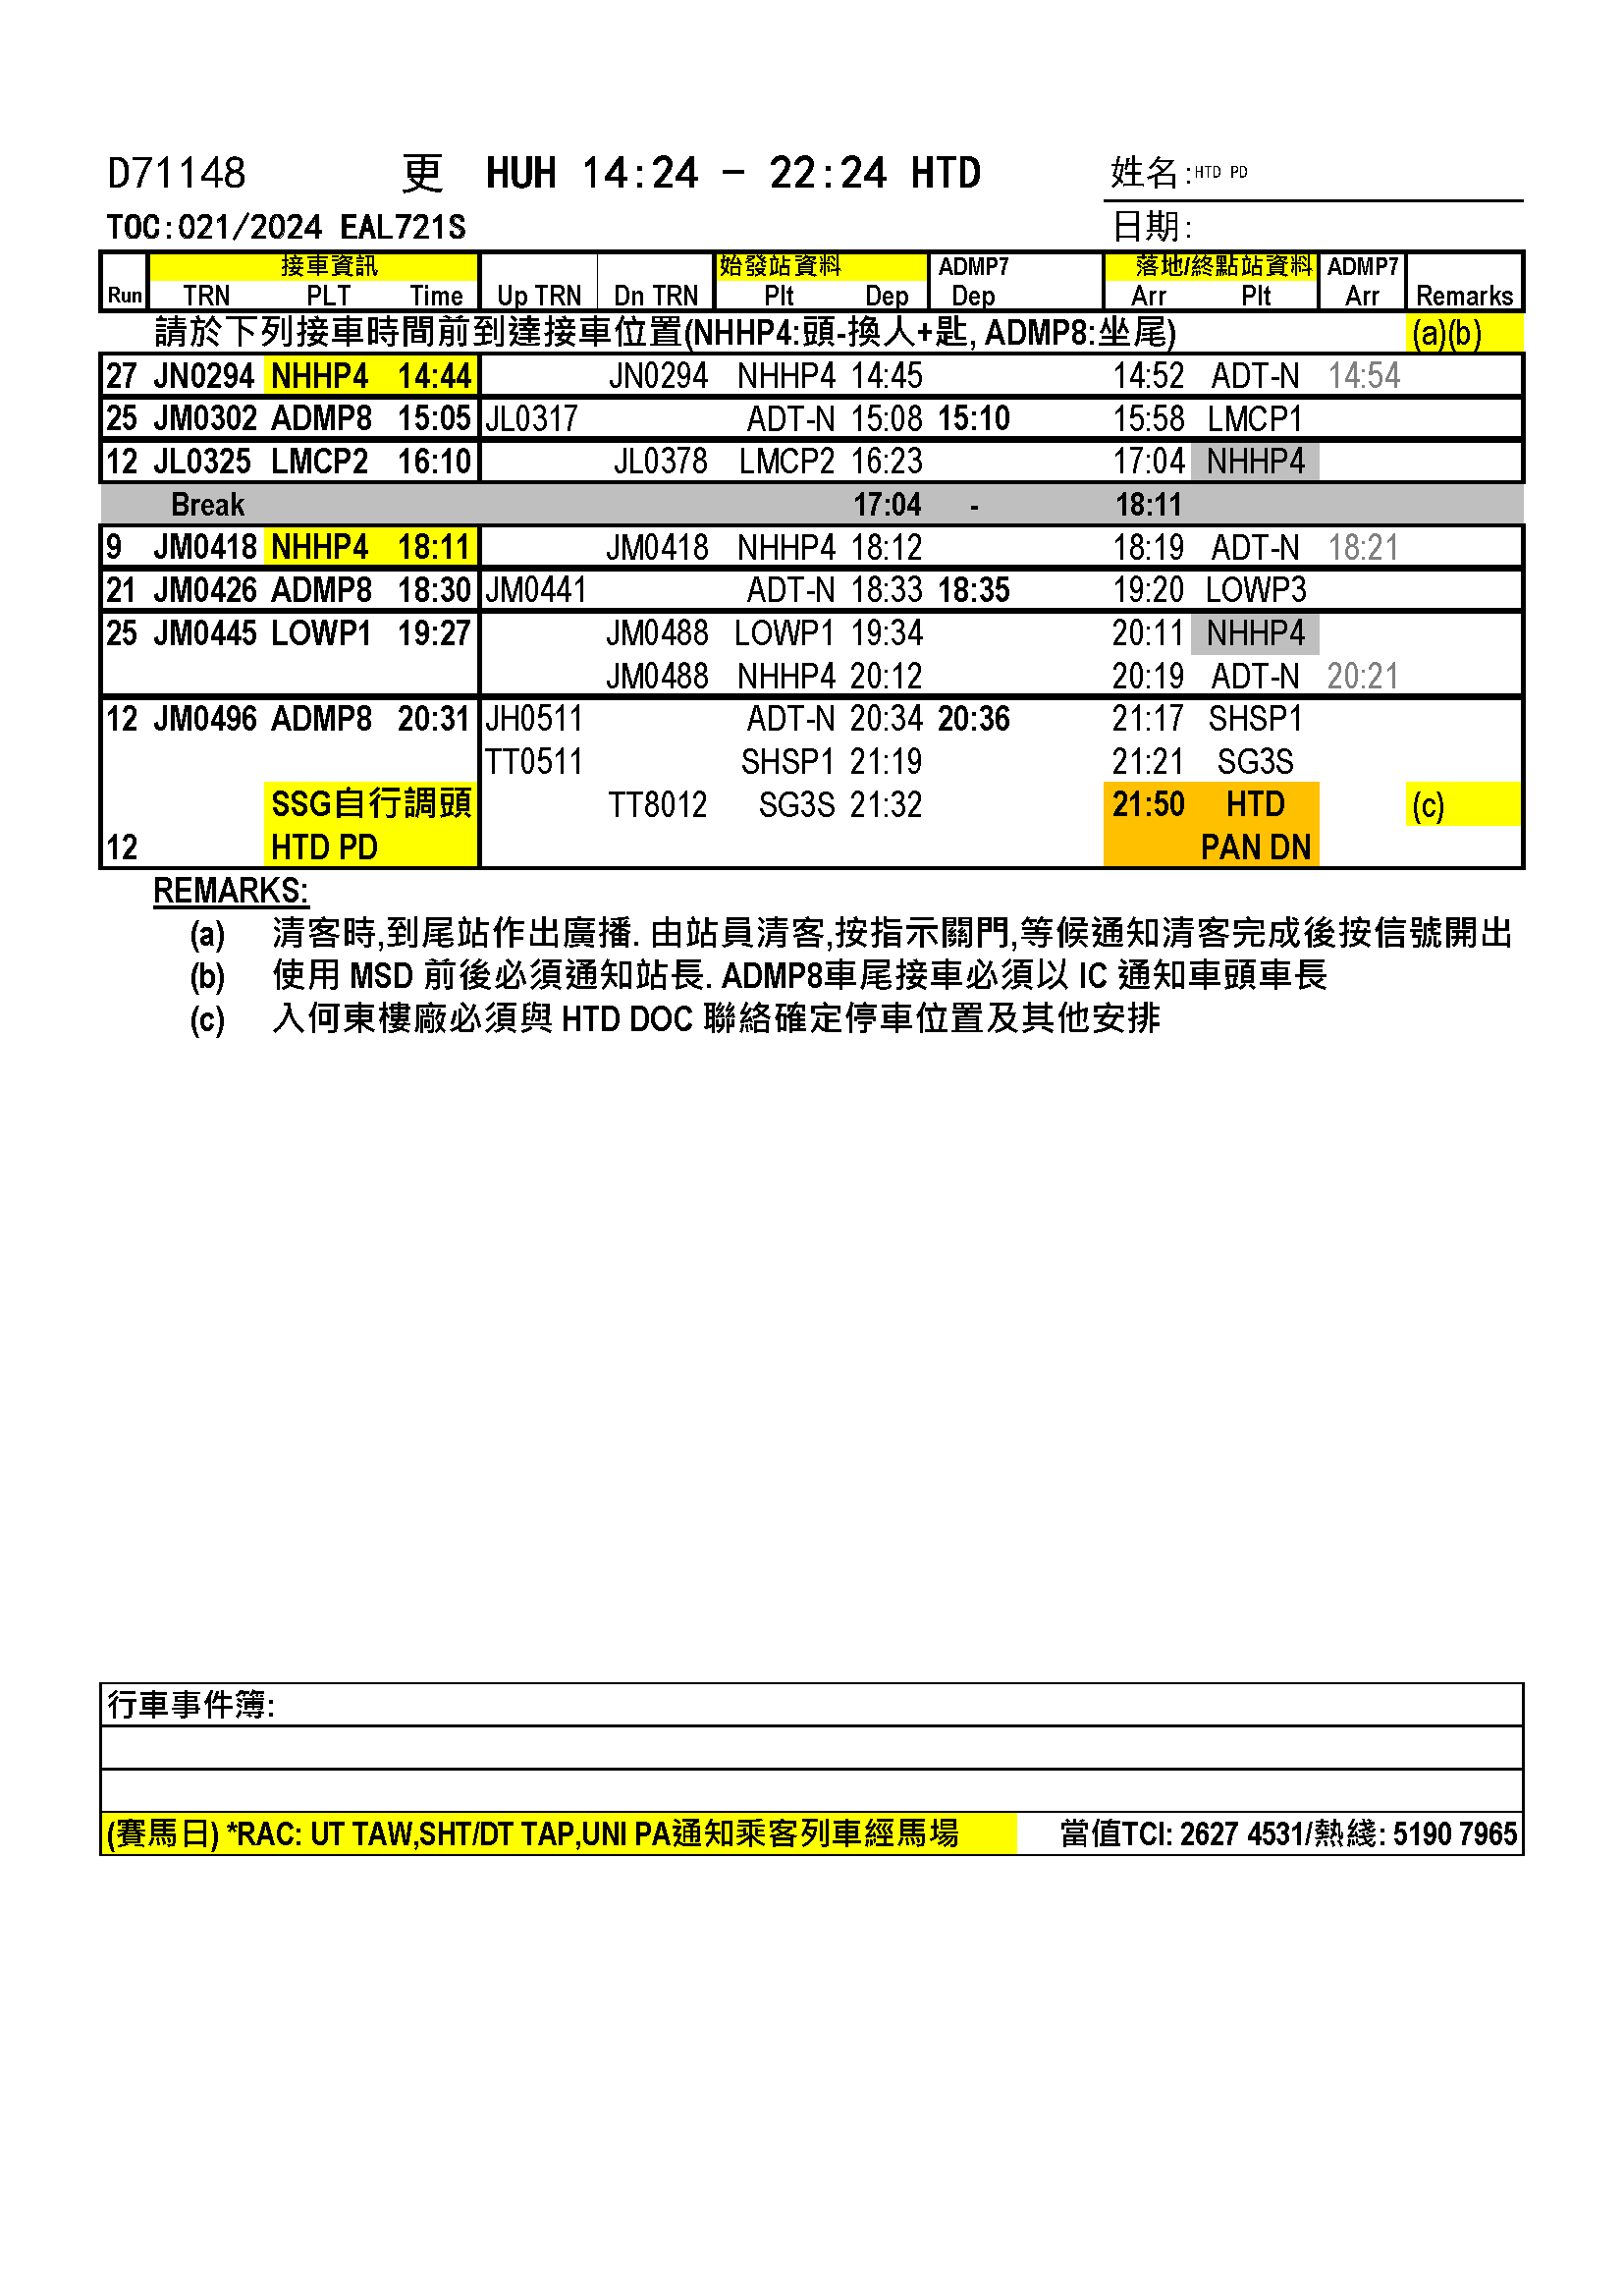 D71148 更 HUH 14:24 - 22:24 HTD 姓名:HTD PD
TOC:021/2024 EAL721S 日期:
接車資訊 始發站資料 ADMP7 落地/終點站資料 ADMP7
Run TRN PLT Time Up TRN Dn TRN Plt Dep Dep Arr Plt Arr Remarks
請於下列接車時間前到達接車位置(NHHP4:頭-換人+匙, ADMP8:坐尾) (a)(b)
27 JN0294 NHHP4 14:44 JN0294 NHHP4 14:45 14:52 ADT-N 14:54
25 JM0302 ADMP8 15:05 JL0317 ADT-N 15:08 15:10 15:58 LMCP1
12 JL0325 LMCP2 16:10 JL0378 LMCP2 16:23 17:04 NHHP4
Break 17:04 - 18:11
9 JM0418 NHHP4 18:11 JM0418 NHHP4 18:12 18:19 ADT-N 18:21
21 JM0426 ADMP8 18:30 JM0441 ADT-N 18:33 18:35 19:20 LOWP3
25 JM0445 LOWP1 19:27 JM0488 LOWP1 19:34 20:11 NHHP4
JM0488 NHHP4 20:12 20:19 ADT-N 20:21
12 JM0496 ADMP8 20:31 JH0511 ADT-N 20:34 20:36 21:17 SHSP1
TT0511 SHSP1 21:19 21:21 SG3S
SSG自行調頭 TT8012 SG3S 21:32 21:50 HTD (c)
12 HTD PD PAN DN
REMARKS:
(a) 清客時,到尾站作出廣播. 由站員清客,按指示關門,等候通知清客完成後按信號開出
(b) 使用 MSD 前後必須通知站長. ADMP8車尾接車必須以 IC 通知車頭車長
(c) 入何東樓廠必須與 HTD DOC 聯絡確定停車位置及其他安排
行車事件簿:
(賽馬日) *RAC: UT TAW,SHT/DT TAP,UNI PA通知乘客列車經馬場 當值TCI: 2627 4531/熱綫: 5190 7965